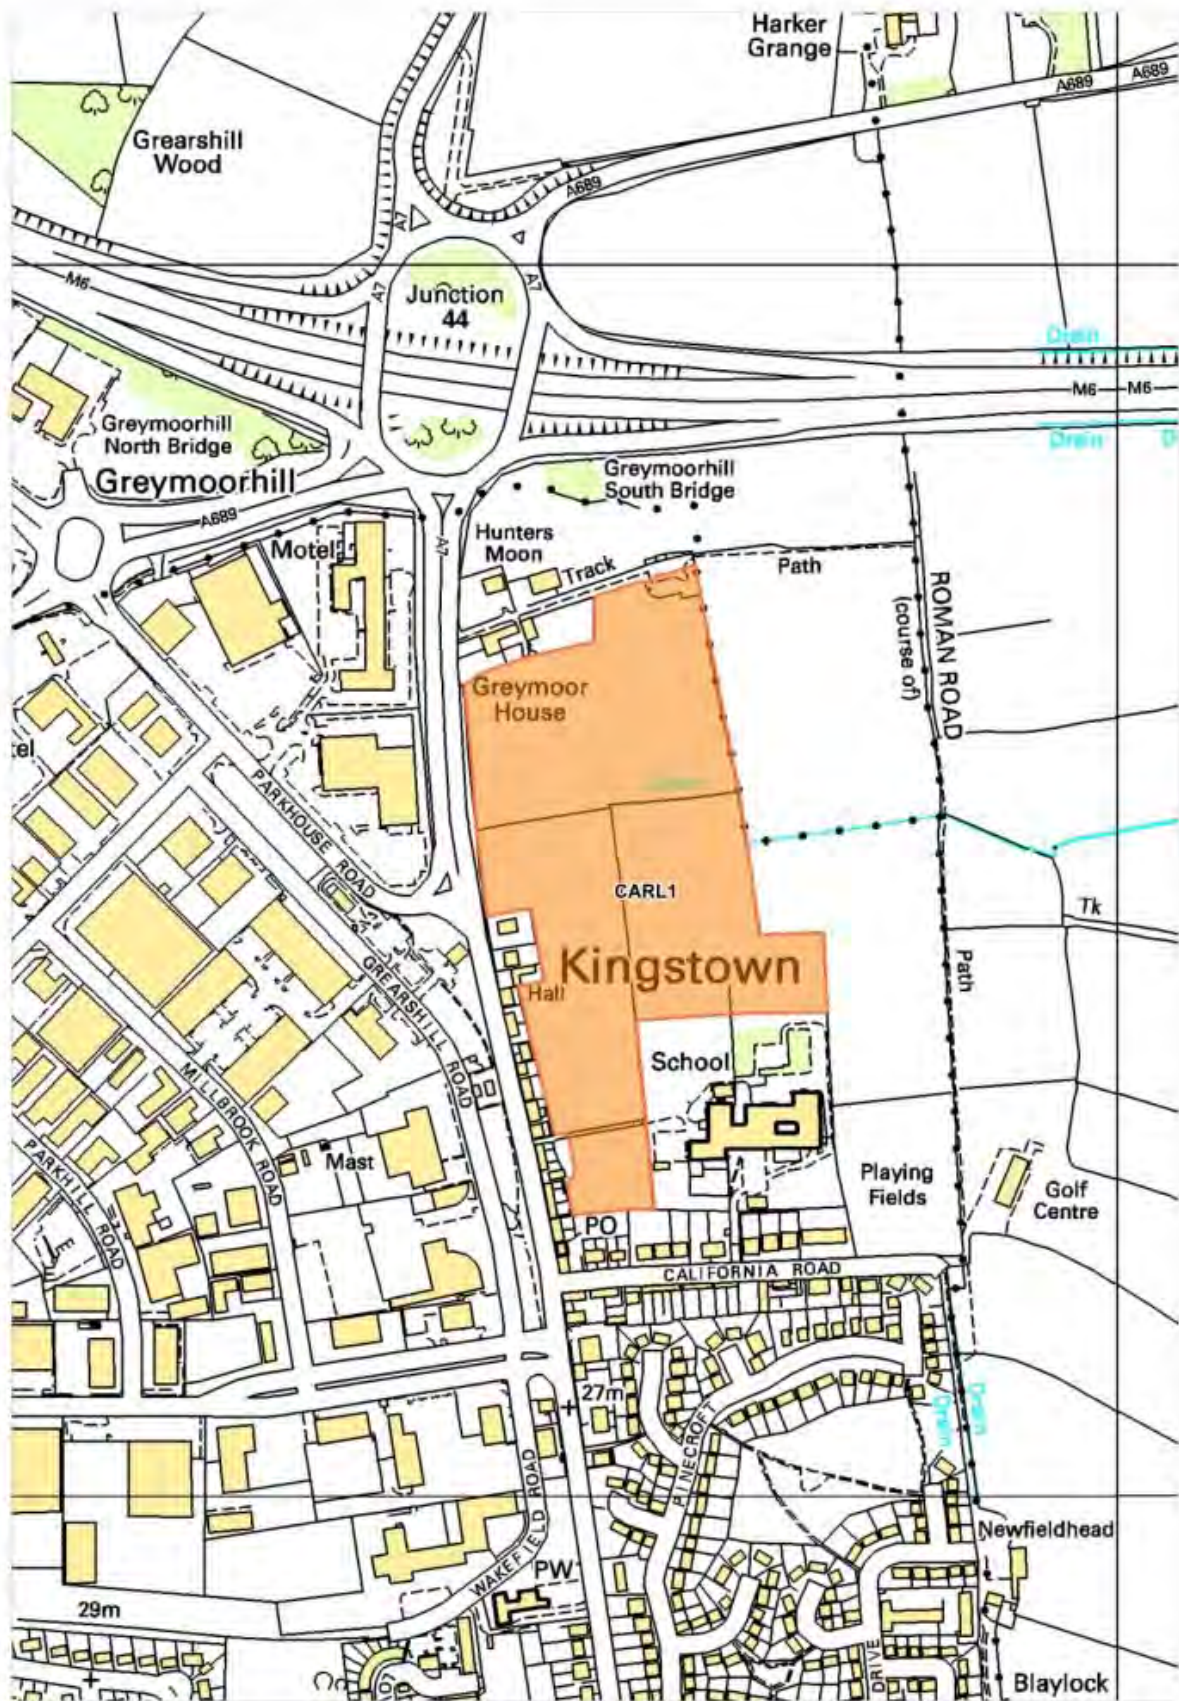 Harker
Grange
A689
A689
Grearshill
Wood
A689
A7
M6
A7
A7
Junction
44
Drain
M6
M6
Greymoorhill
North Bridge
Drain
D
Greymoorhill
South Bridge
Greymoorhill
A689
Hunters
Moon
A7
Motel
Track
Path
ROMAN ROAD
(course of)
Greymoor
House
tel
PARKHOUSE ROAD
CARL1
Tk
Kingstown
Path
Hall
GREARSHILL ROAD
School
MILLBROOK ROAD
PARKHILL ROAD
Mast
Playing
Fields
Golf
Centre
PO
CALIFORNIA ROAD
27m
PINECROFT
Drain
Drain
WAKEFIELD ROAD
Newfieldhead
PW
29m
DRIVE
Blaylock